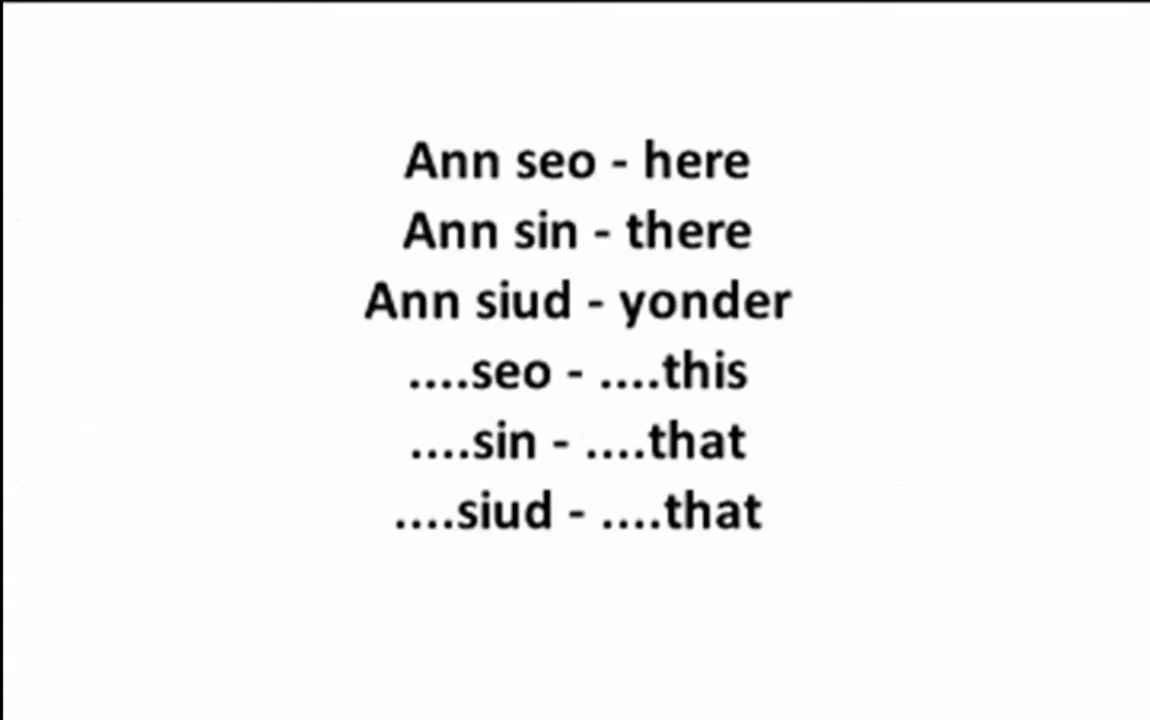 Ann seo - here
Ann sin - there
Ann siud - yonder
....seo - ....this
....sin - ....that
....siud - ....that